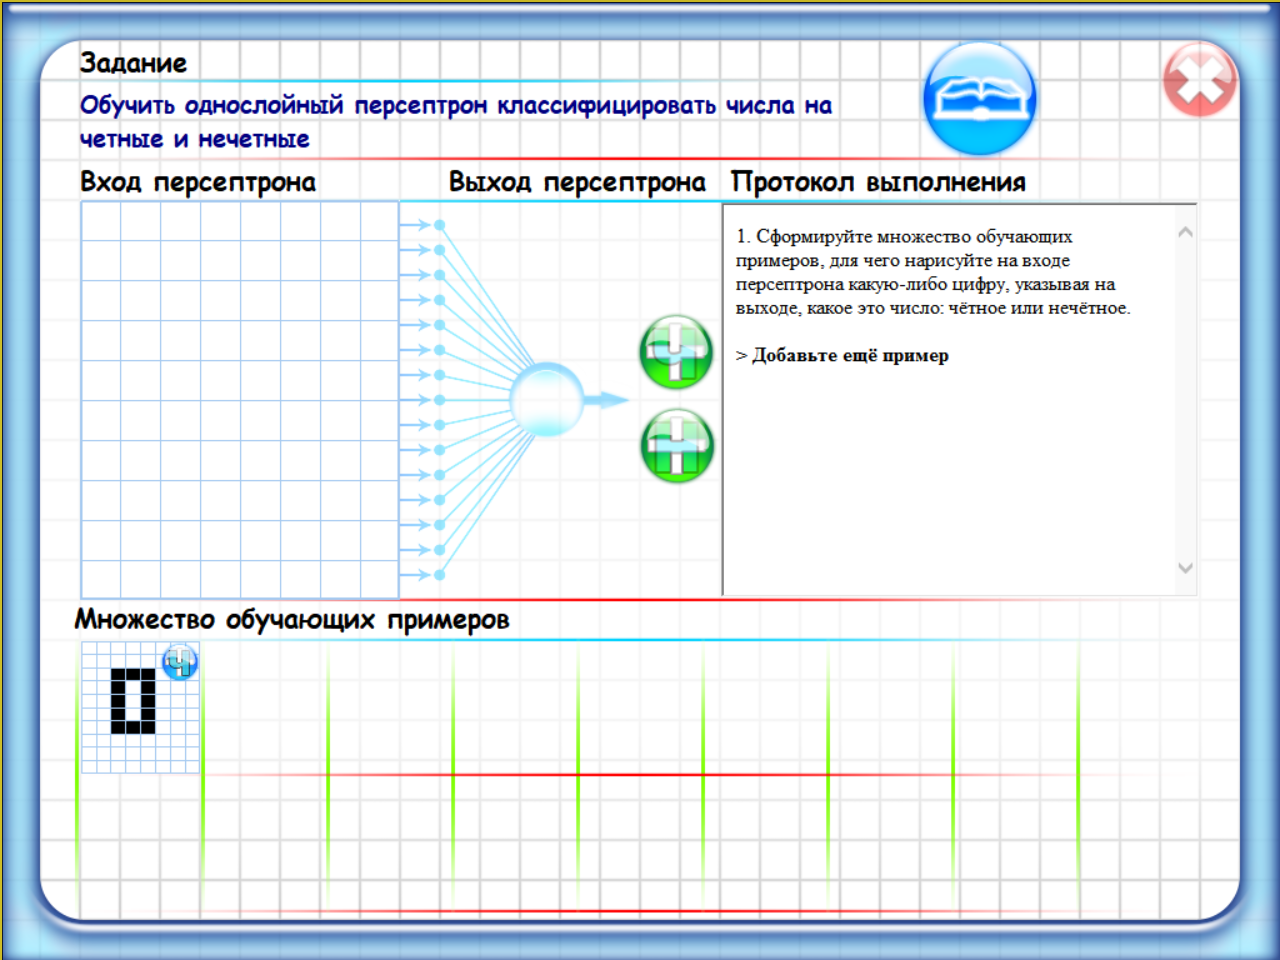 Задание
Обучить однослойный персептрон классифицировать числа на
четные и нечетные
Вход персептрона
Выход персептрона
Протокол выполнения
1. Сформируйте множество обучающих
примеров, для чего нарисуйте на входе
персептрона какую-либо цифру, указывая на
выходе, какое это число: чётное или нечётное.
> Добавьте ещё пример
Ч
Н
Множество обучающих примеров
0
Ч